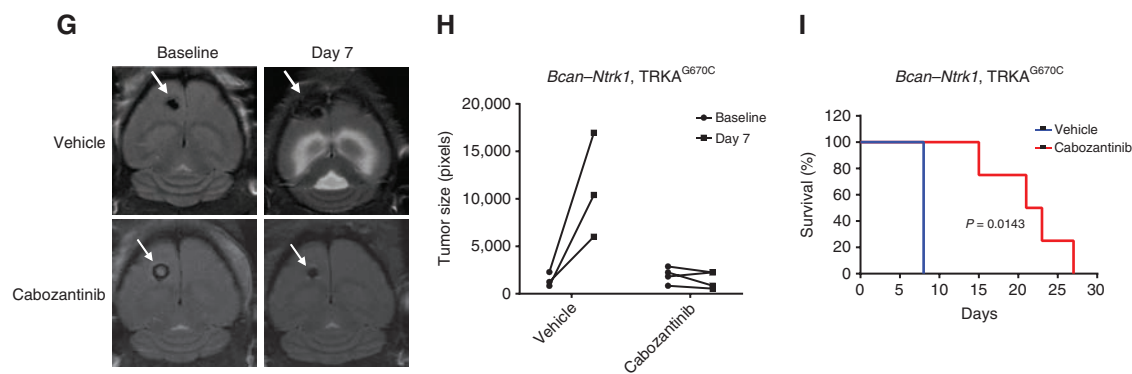 G
Baseline
Day 7
Vehicle
Cabozantinib
H
Bcan–Ntrk1, TRKA^G670C
Tumor size (pixels)
20,000
15,000
10,000
5,000
0
Baseline
Day 7
Vehicle
Cabozantinib
I
Bcan–Ntrk1, TRKA^G670C
Survival (%)
120
100
80
60
40
20
0
Vehicle
Cabozantinib
P = 0.0143
0 5 10 15 20 25 30
Days